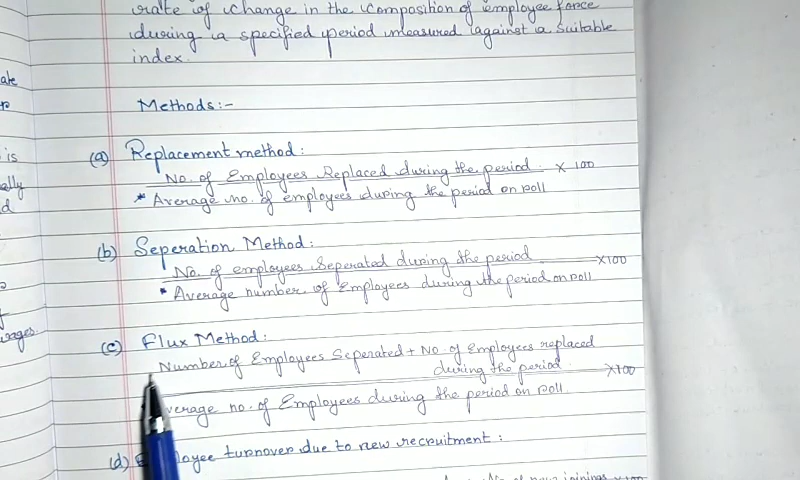 rate of change in the composition of employee force
during a specified period measured against a suitable
index.
Methods:-
(a) Replacement method:
No. of Employees Replaced during the period × 100
* Average no. of employees during the period on roll
(b) Seperation Method:
No. of employees Seperated during the period ×100
* Average number of Employees during the period on roll
(c) Flux Method:
Number of Employees Seperated + No. of Employees replaced
during the period ×100
verage no. of Employees during the period on roll
(d) E loyee turnover due to new recruitment: